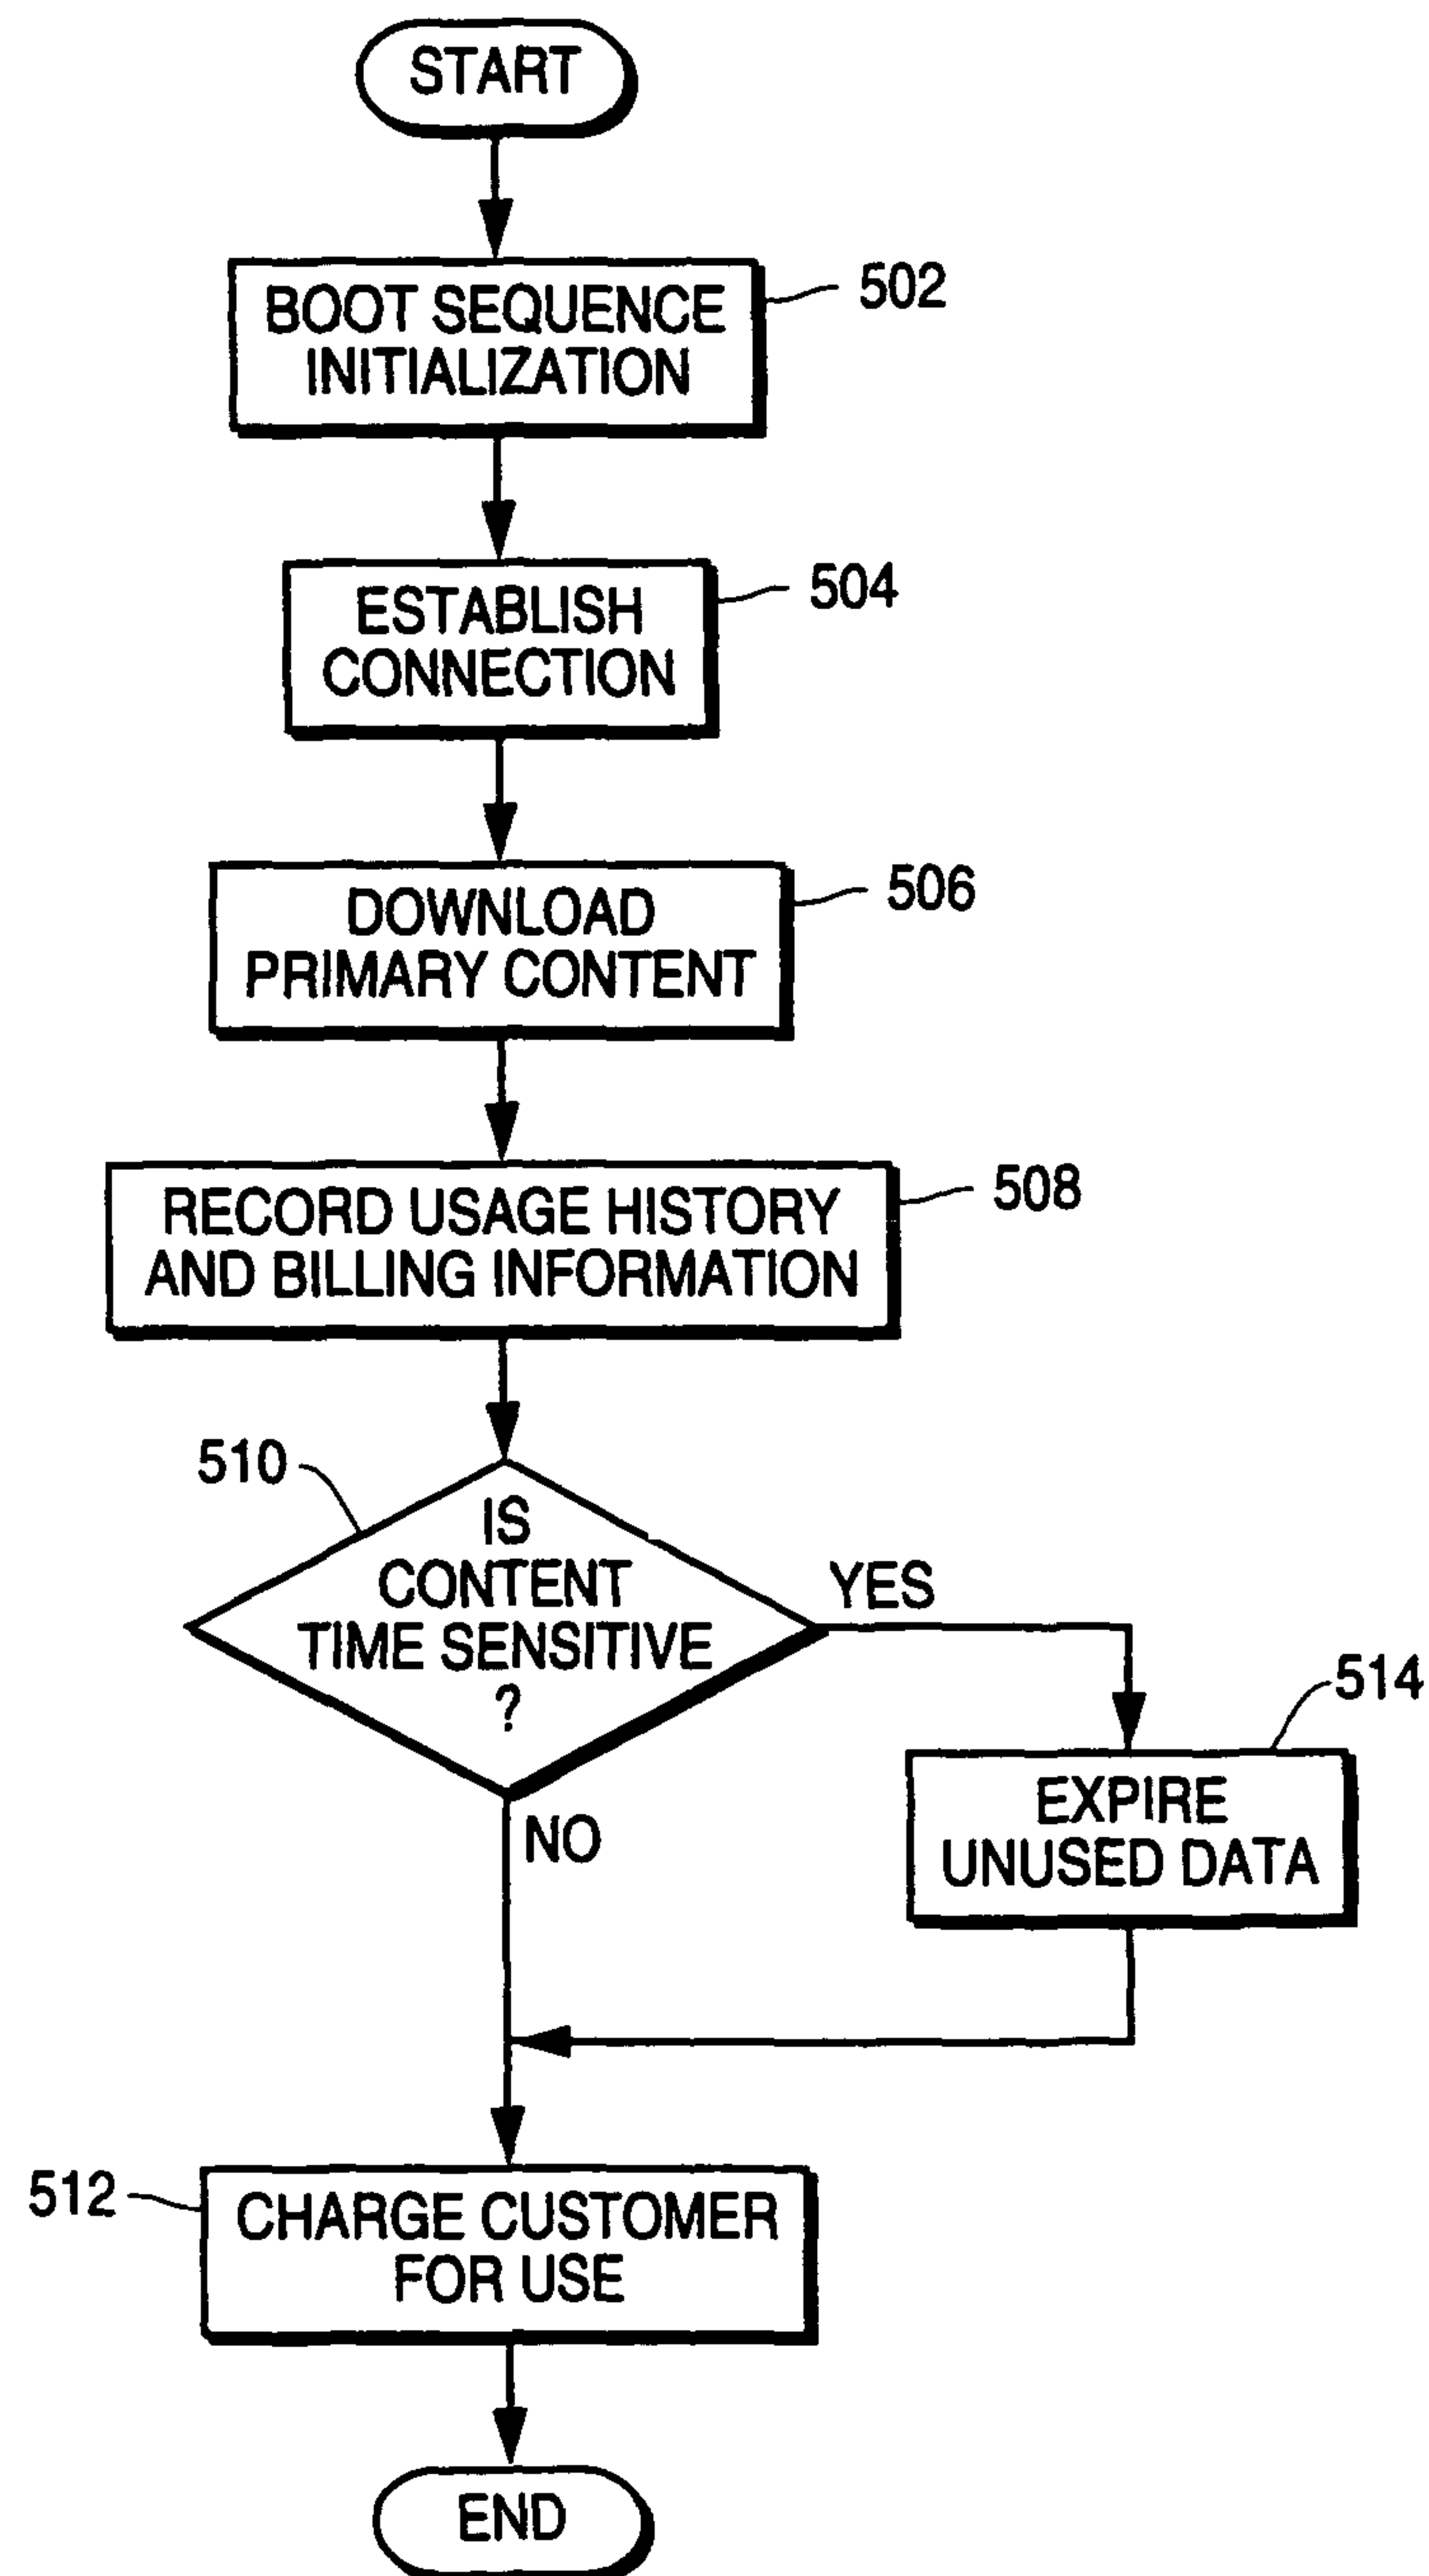 START
BOOT SEQUENCE
INITIALIZATION
502
ESTABLISH
CONNECTION
504
DOWNLOAD
PRIMARY CONTENT
506
RECORD USAGE HISTORY
AND BILLING INFORMATION
508
510
IS
CONTENT
TIME SENSITIVE
?
YES
NO
514
EXPIRE
UNUSED DATA
512
CHARGE CUSTOMER
FOR USE
END